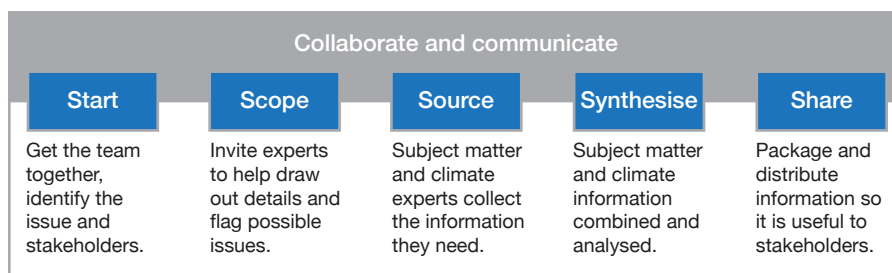 Collaborate and communicate
Start
Get the team
together,
identify the
issue and
stakeholders.
Scope
Invite experts
to help draw
out details and
flag possible
issues.
Source
Subject matter
and climate
experts collect
the information
they need.
Synthesise
Subject matter
and climate
information
combined and
analysed.
Share
Package and
distribute
information so
it is useful to
stakeholders.